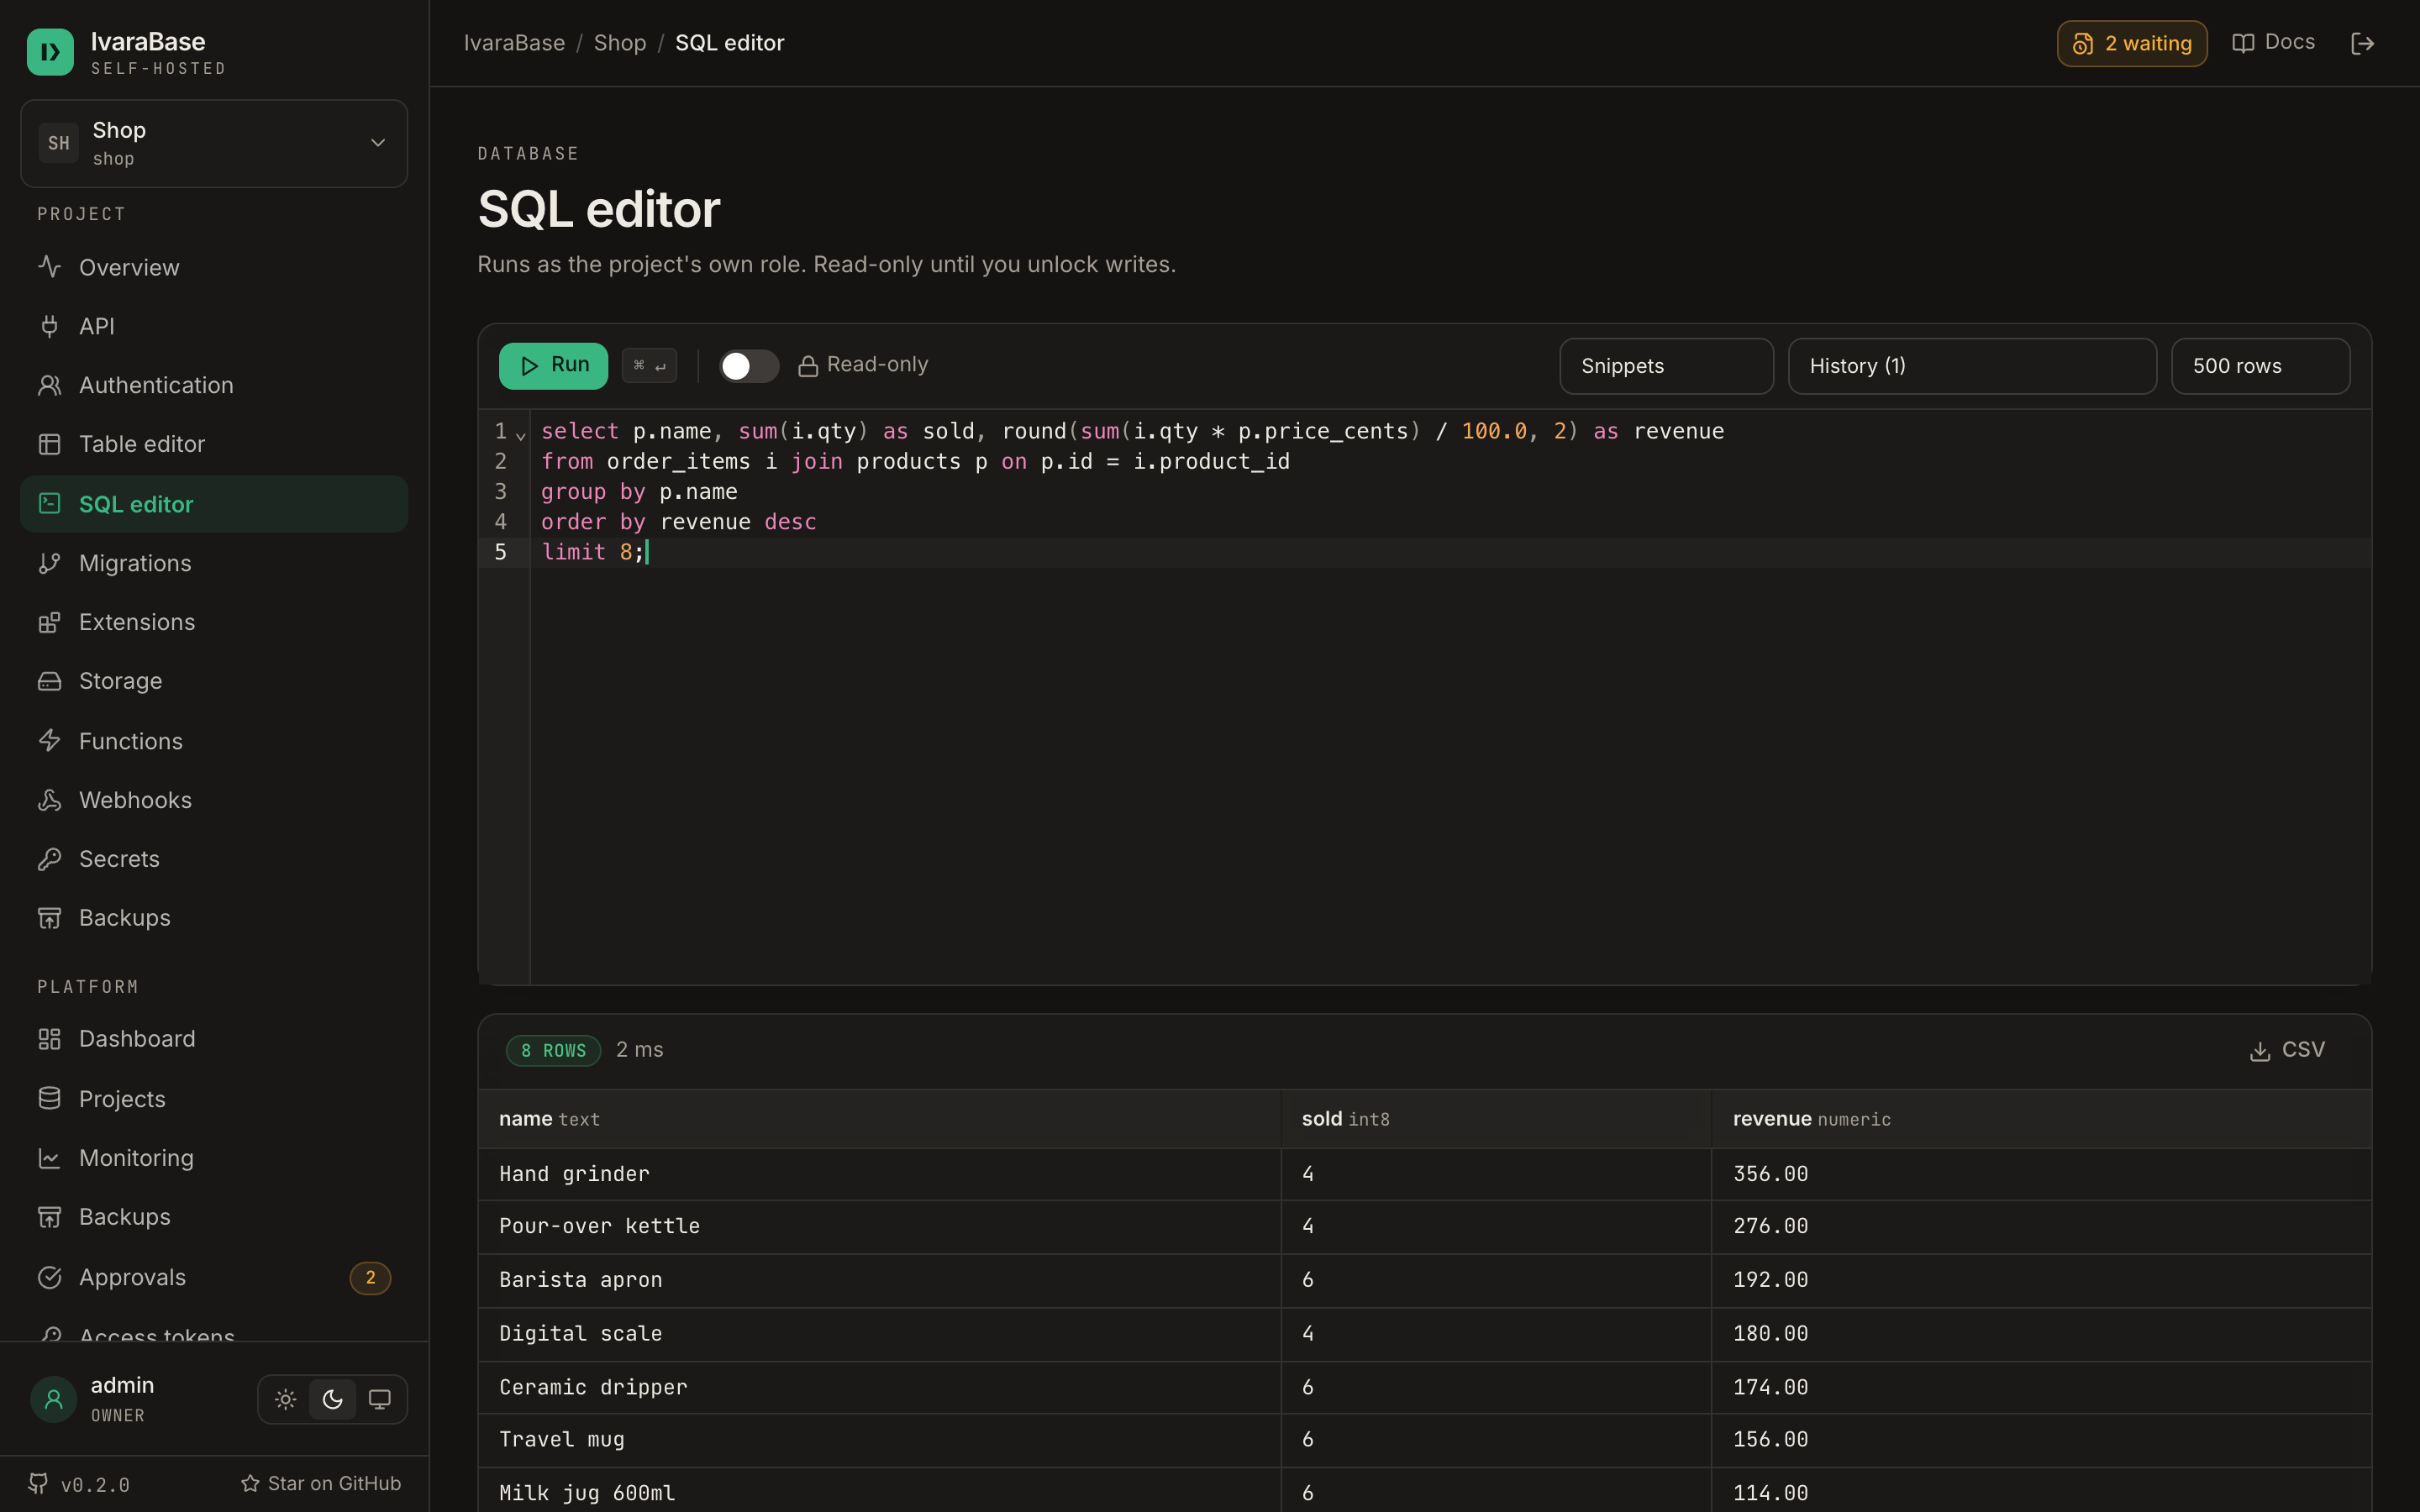 IvaraBase
SELF-HOSTED
SH
Shop
shop
PROJECT
Overview
API
Authentication
Table editor
SQL editor
Migrations
Extensions
Storage
Functions
Webhooks
Secrets
Backups
PLATFORM
Dashboard
Projects
Monitoring
Backups
Approvals 2
Access tokens
admin
OWNER
v0.2.0 Star on GitHub
IvaraBase / Shop / SQL editor
2 waiting Docs
DATABASE
SQL editor
Runs as the project's own role. Read-only until you unlock writes.
Run ⌘ ↵ Read-only Snippets History (1) 500 rows
1 select p.name, sum(i.qty) as sold, round(sum(i.qty * p.price_cents) / 100.0, 2) as revenue
2 from order_items i join products p on p.id = i.product_id
3 group by p.name
4 order by revenue desc
5 limit 8;
8 ROWS 2 ms CSV
name text sold int8 revenue numeric
Hand grinder 4 356.00
Pour-over kettle 4 276.00
Barista apron 6 192.00
Digital scale 4 180.00
Ceramic dripper 6 174.00
Travel mug 6 156.00
Milk jug 600ml 6 114.00